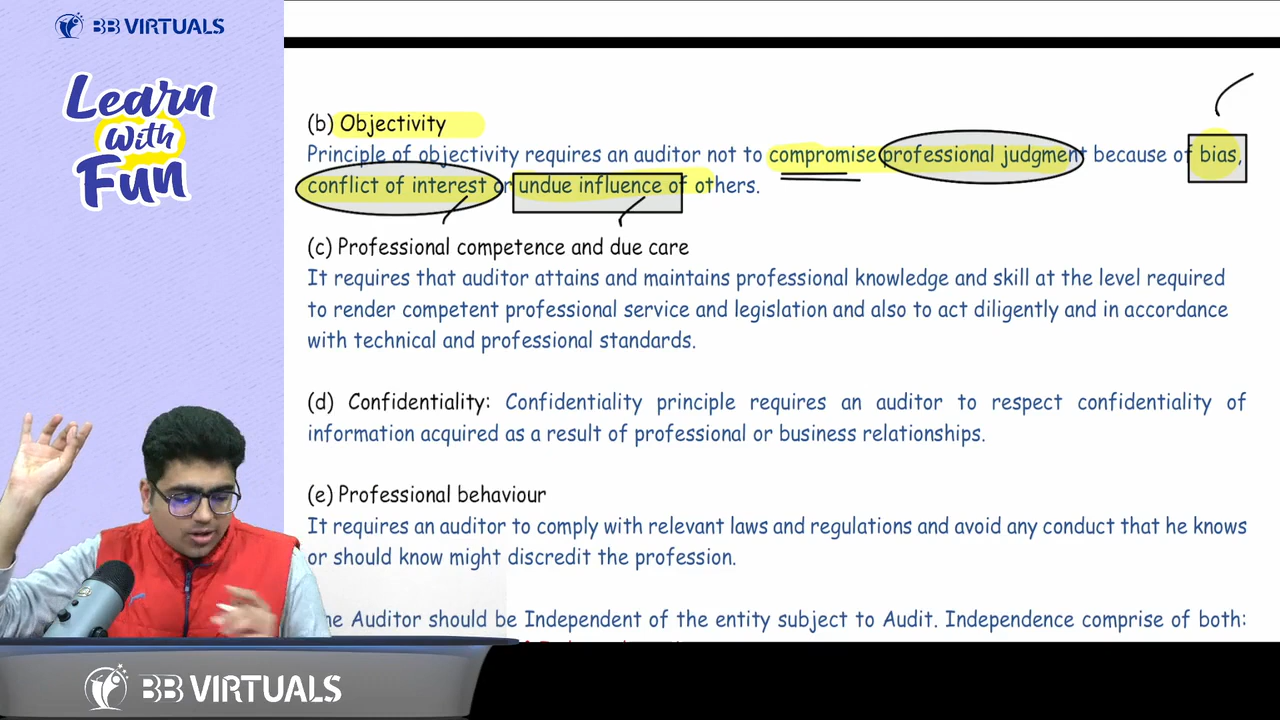 BB VIRTUALS
Learn
With
Fun
(b) Objectivity
Principle of objectivity requires an auditor not to compromise professional judgment because of bias,
conflict of interest or undue influence of others.
(c) Professional competence and due care
It requires that auditor attains and maintains professional knowledge and skill at the level required
to render competent professional service and legislation and also to act diligently and in accordance
with technical and professional standards.
(d) Confidentiality: Confidentiality principle requires an auditor to respect confidentiality of
information acquired as a result of professional or business relationships.
(e) Professional behaviour
It requires an auditor to comply with relevant laws and regulations and avoid any conduct that he knows
or should know might discredit the profession.
Auditor should be Independent of the entity subject to Audit. Independence comprise of both:
BB VIRTUALS